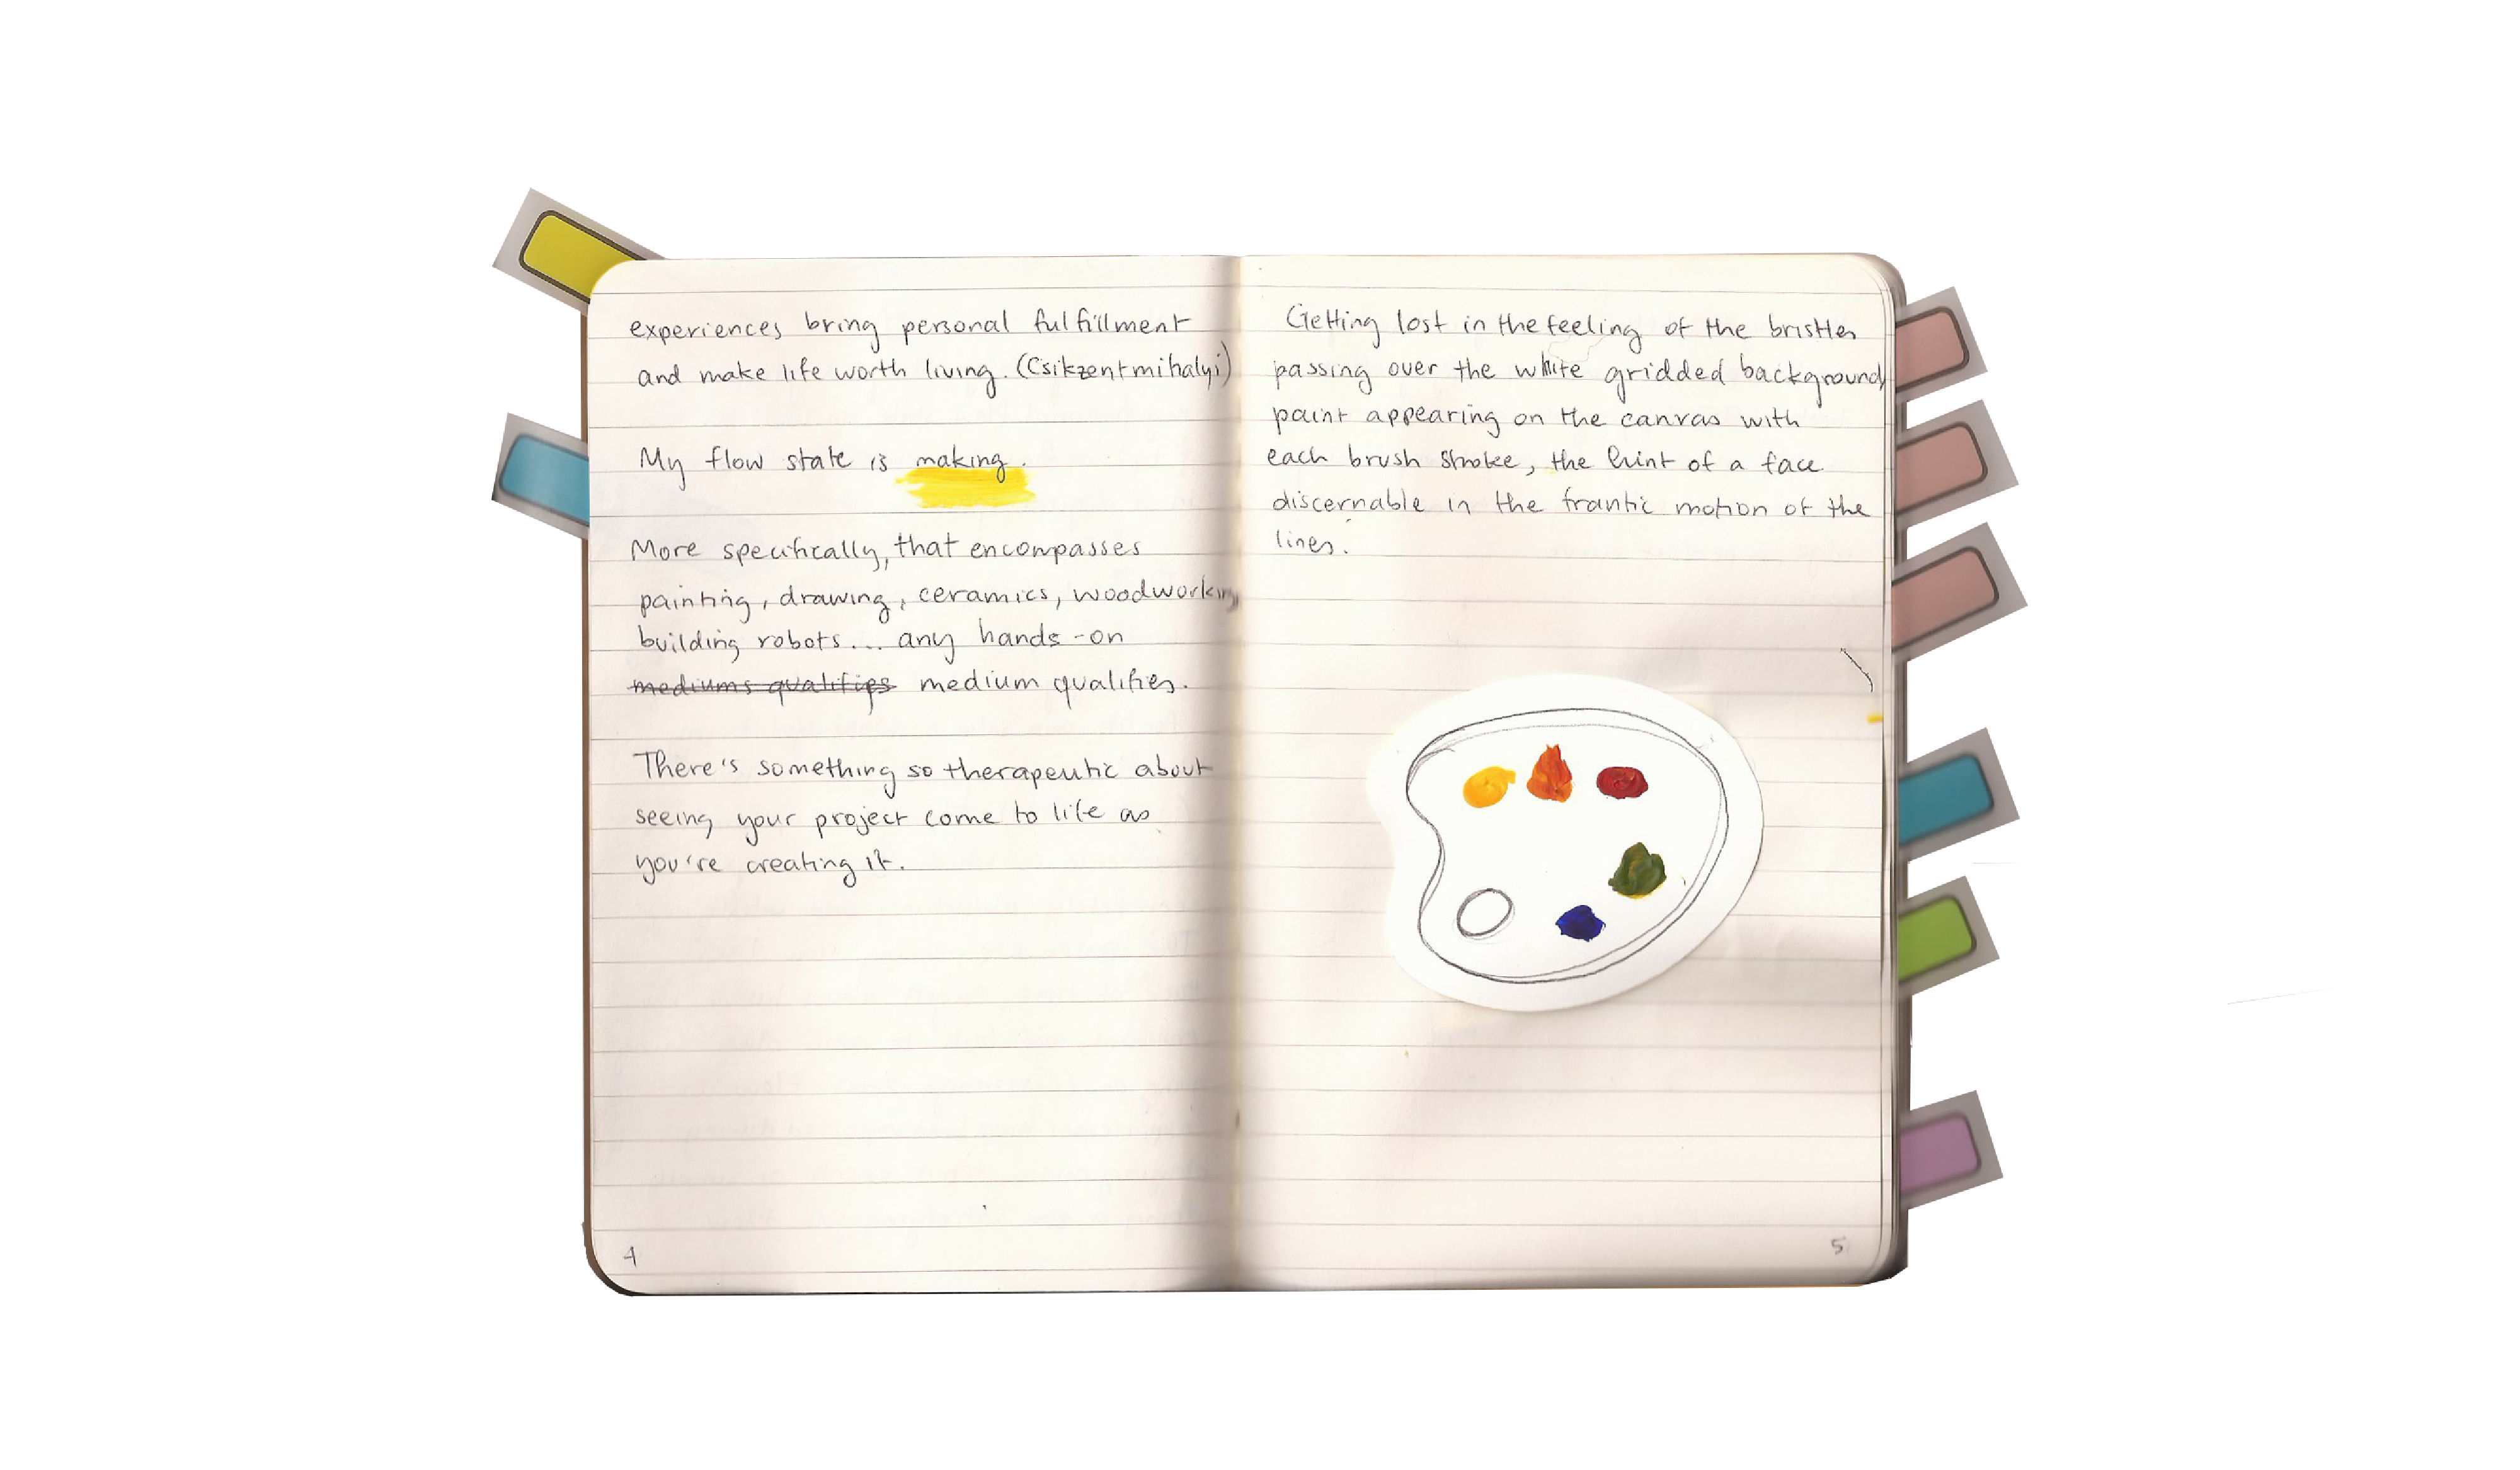 experiences bring personal fulfillment
and make life worth living. (Csikzentmihalyi)
My flow state is making.
More specifically, that encompasses
painting, drawing, ceramics, woodworking,
building robots... any hands-on
mediums qualifies medium qualifies.
There's something so therapeutic about
seeing your project come to life as
you're creating it.
4
Getting lost in the feeling of the bristles
passing over the white gridded background
paint appearing on the canvas with
each brush stroke, the hint of a face
discernable in the frantic motion of the
lines.
5